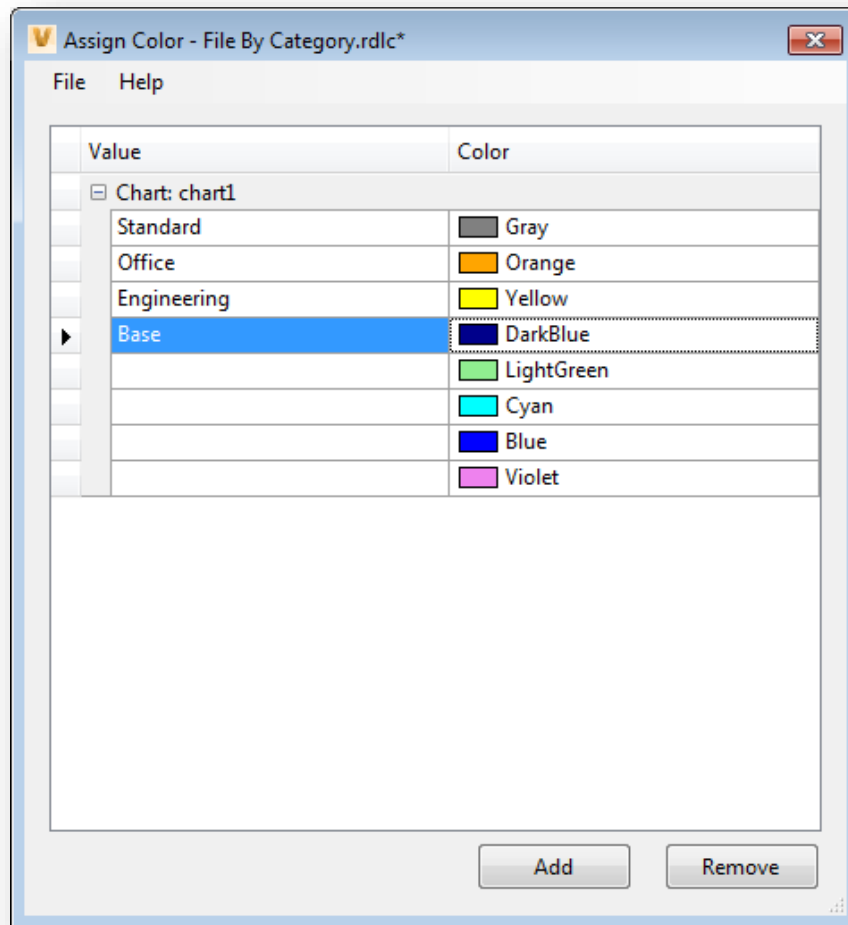 Assign Color - File By Category.rdlc*
File Help
Value Color
Chart: chart1
Standard Gray
Office Orange
Engineering Yellow
Base DarkBlue
LightGreen
Cyan
Blue
Violet
Add Remove